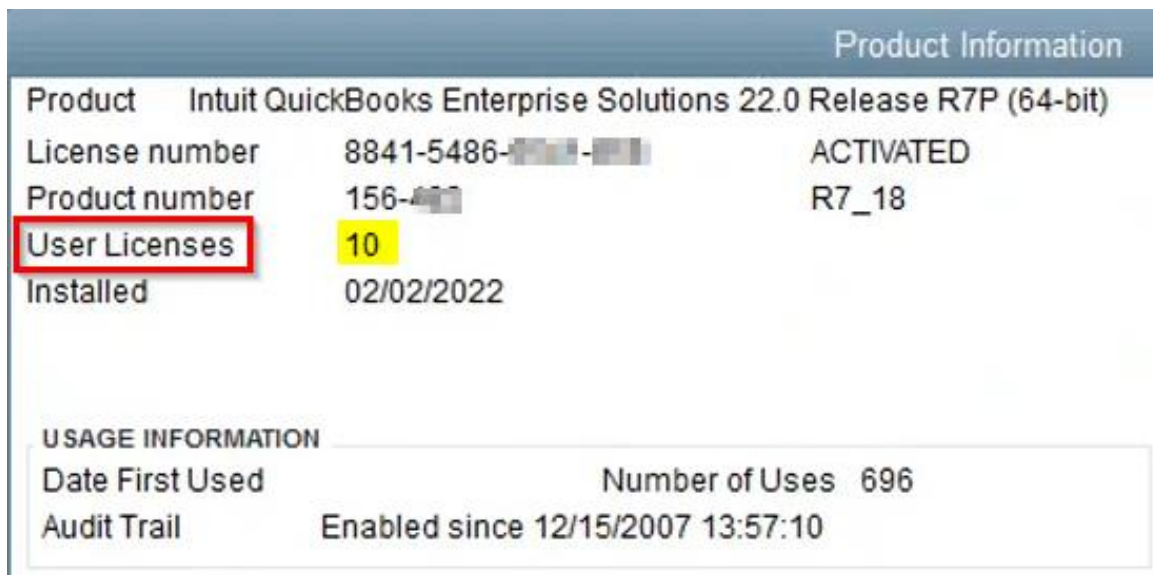 Product Information
Product Intuit QuickBooks Enterprise Solutions 22.0 Release R7P (64-bit)
License number 8841-5486- ACTIVATED
Product number 156- R7_18
User Licenses 10
Installed 02/02/2022
USAGE INFORMATION
Date First Used Number of Uses 696
Audit Trail Enabled since 12/15/2007 13:57:10